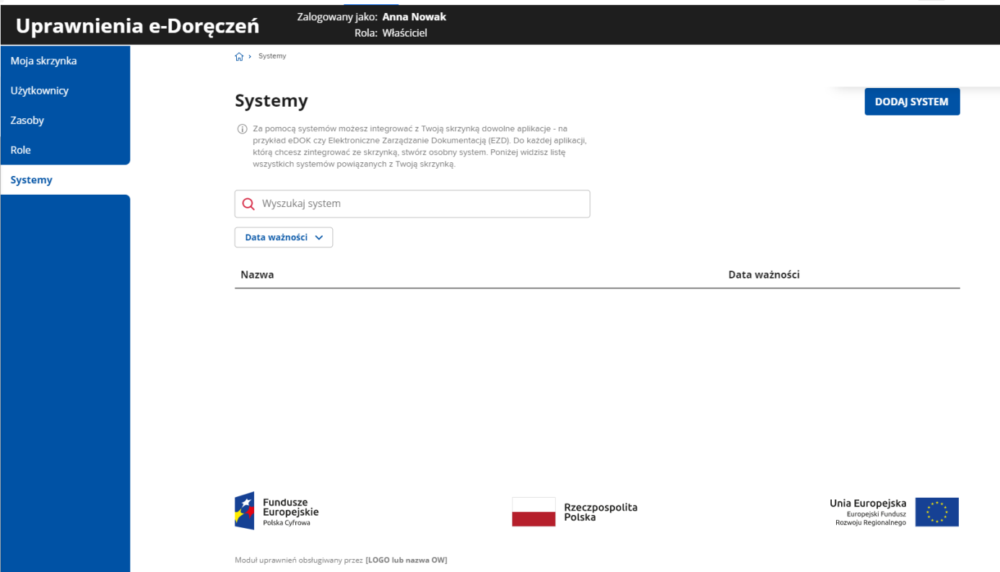 Uprawnienia e-Doręczeń
Zalogowany jako: Anna Nowak
Rola: Właściciel
Moja skrzynka
Użytkownicy
Zasoby
Role
Systemy
Systemy
Systemy
DODAJ SYSTEM
Za pomocą systemów możesz integrować z Twoją skrzynką dowolne aplikacje - na
przykład eDOK czy Elektroniczne Zarządzanie Dokumentacją (EZD). Do każdej aplikacji,
którą chcesz zintegrować ze skrzynką, stwórz osobny system. Poniżej widzisz listę
wszystkich systemów powiązanych z Twoją skrzynką.
Wyszukaj system
Data ważności
Nazwa
Data ważności
Fundusze
Europejskie
Polska Cyfrowa
Rzeczpospolita
Polska
Unia Europejska
Europejski Fundusz
Rozwoju Regionalnego
Moduł uprawnień obsługiwany przez [LOGO lub nazwa OW]